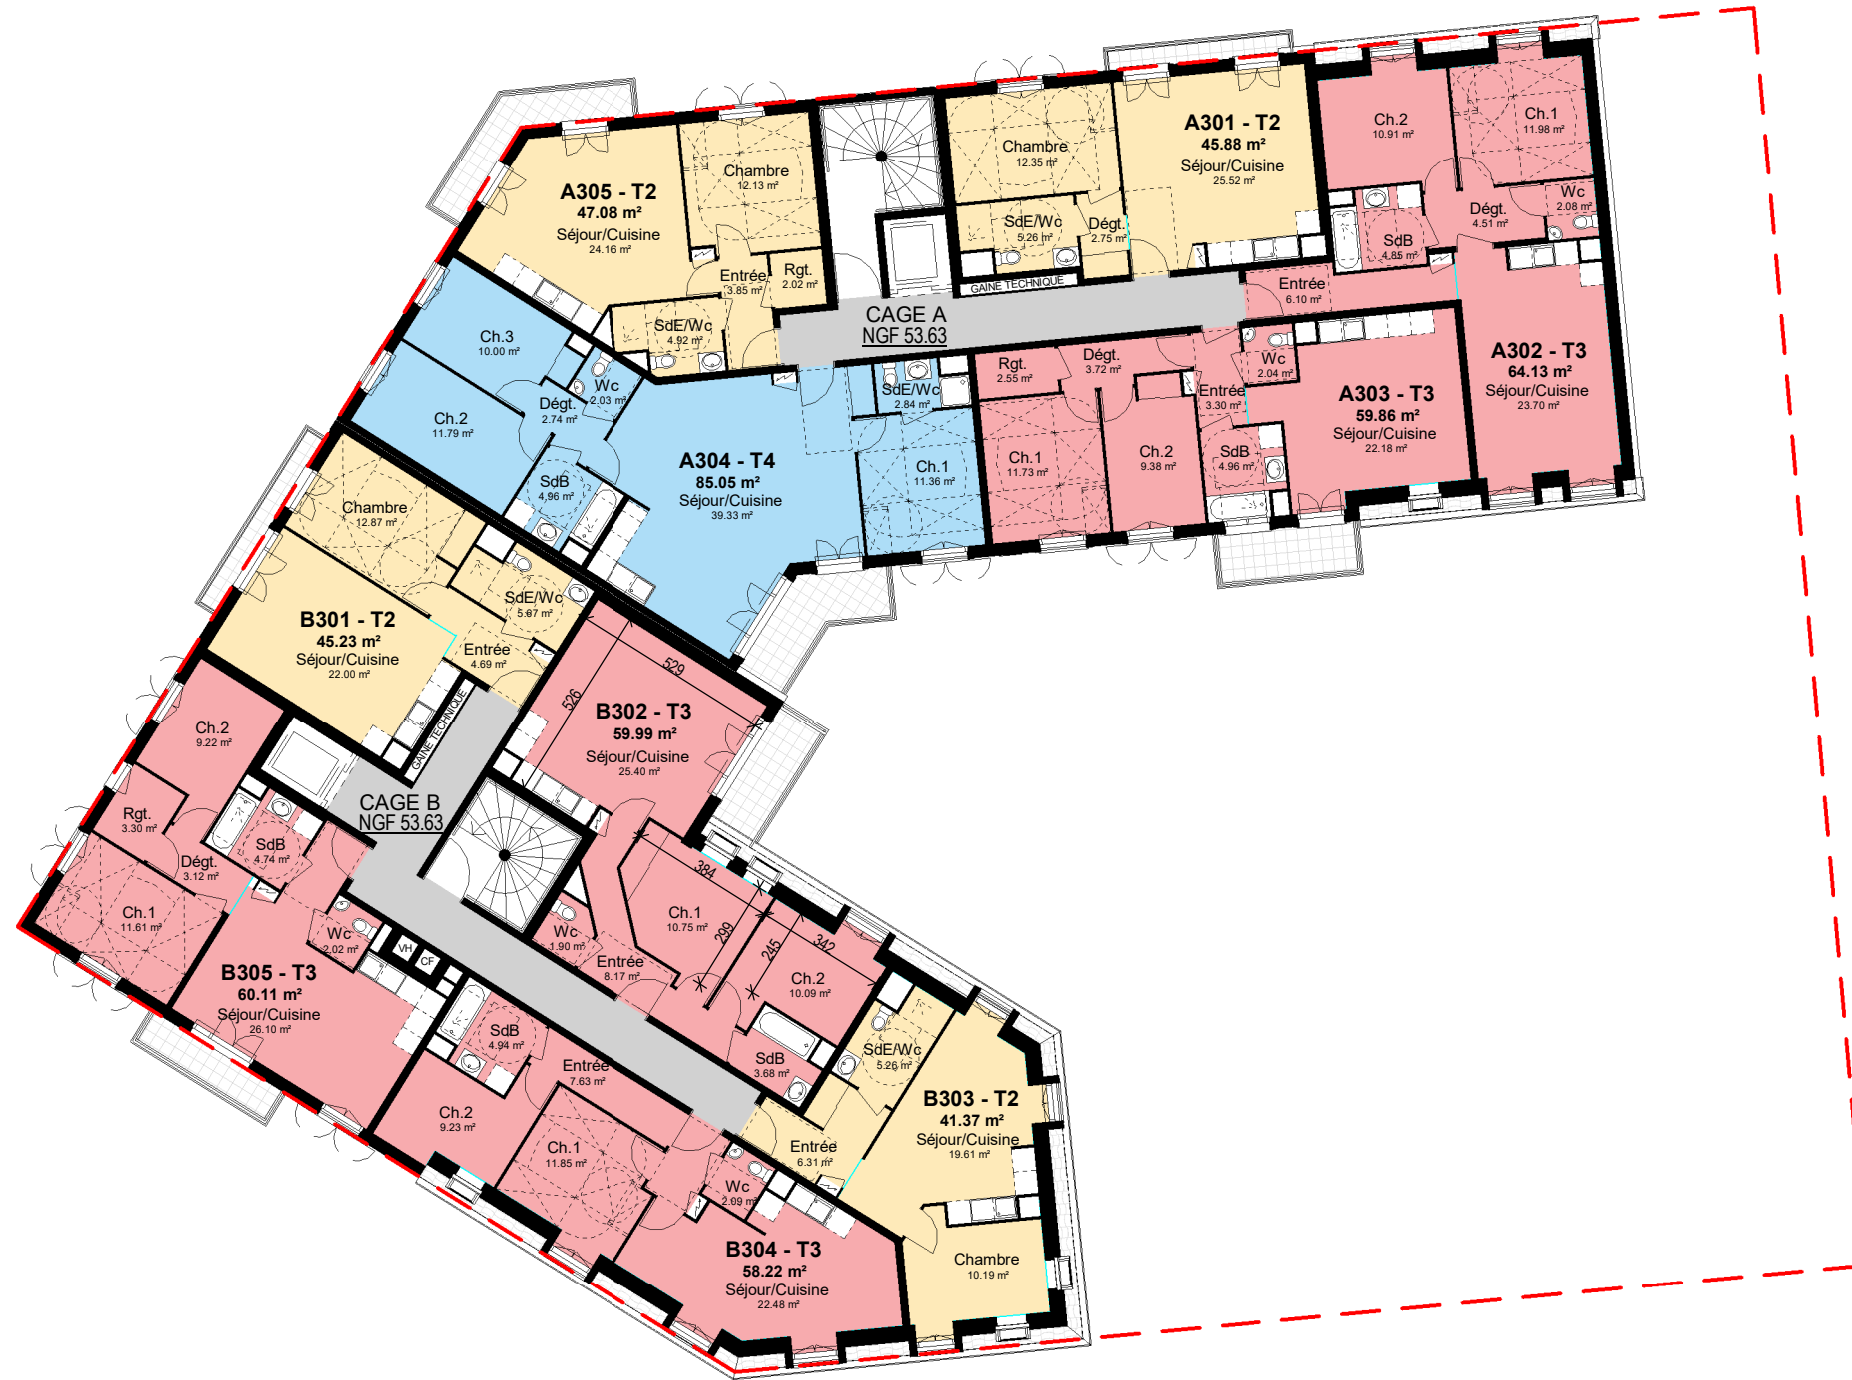 A305 - T2
47.08 m²
Séjour/Cuisine
24.16 m²
Chambre
12.13 m²
Entrée
3.85 m²
Rgt.
2.02 m²
SdE/Wc
4.92 m²
Chambre
12.35 m²
SdE/Wc
5.26 m²
Dégt.
2.75 m²
A301 - T2
45.88 m²
Séjour/Cuisine
25.52 m²
GAINE TECHNIQUE
CAGE A
NGF 53.63
Ch.2
10.91 m²
Ch.1
11.98 m²
Wc
2.08 m²
Dégt.
4.51 m²
SdB
4.85 m²
Entrée
6.10 m²
A302 - T3
64.13 m²
Séjour/Cuisine
23.70 m²
Wc
2.04 m²
Entrée
3.30 m²
A303 - T3
59.86 m²
Séjour/Cuisine
22.18 m²
SdB
4.96 m²
Rgt.
2.55 m²
Dégt.
3.72 m²
Ch.1
11.73 m²
Ch.2
9.38 m²
Ch.3
10.00 m²
Wc
2.03 m²
Dégt.
2.74 m²
Ch.2
11.79 m²
SdB
4.96 m²
A304 - T4
85.05 m²
Séjour/Cuisine
39.33 m²
SdE/Wc
2.84 m²
Ch.1
11.36 m²
Chambre
12.87 m²
SdE/Wc
5.67 m²
B301 - T2
45.23 m²
Séjour/Cuisine
22.00 m²
Entrée
4.69 m²
GAINE TECHNIQUE
CAGE B
NGF 53.63
529
526
B302 - T3
59.99 m²
Séjour/Cuisine
25.40 m²
384
299
Ch.1
10.75 m²
342
245
Ch.2
10.09 m²
Wc
1.90 m²
Entrée
8.17 m²
SdB
3.68 m²
Ch.2
9.22 m²
Rgt.
3.30 m²
SdB
4.74 m²
Dégt.
3.12 m²
Ch.1
11.61 m²
Wc
2.02 m²
VH
CF
B305 - T3
60.11 m²
Séjour/Cuisine
26.10 m²
SdB
4.94 m²
Entrée
7.63 m²
Ch.2
9.23 m²
Ch.1
11.85 m²
Wc
2.09 m²
B304 - T3
58.22 m²
Séjour/Cuisine
22.48 m²
SdE/Wc
5.26 m²
B303 - T2
41.37 m²
Séjour/Cuisine
19.61 m²
Entrée
6.31 m²
Chambre
10.19 m²